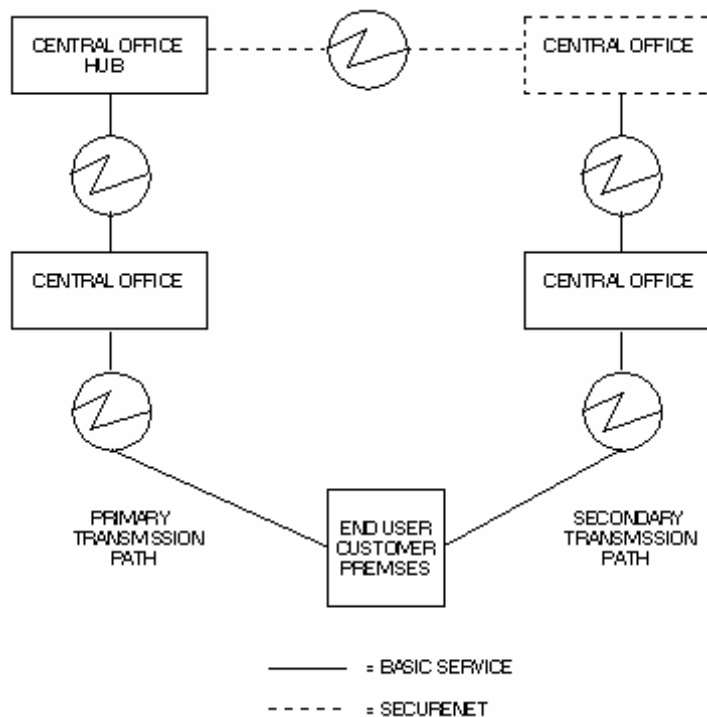 CENTRAL OFFICE
HUB
CENTRAL OFFICE
CENTRAL OFFICE
CENTRAL OFFICE
PRIMARY
TRANSMSSION
PATH
END USER
CUSTOMER
PREMSES
SECONDARY
TRANSMSSION
PATH
= BASIC SERVICE
= SECURENET